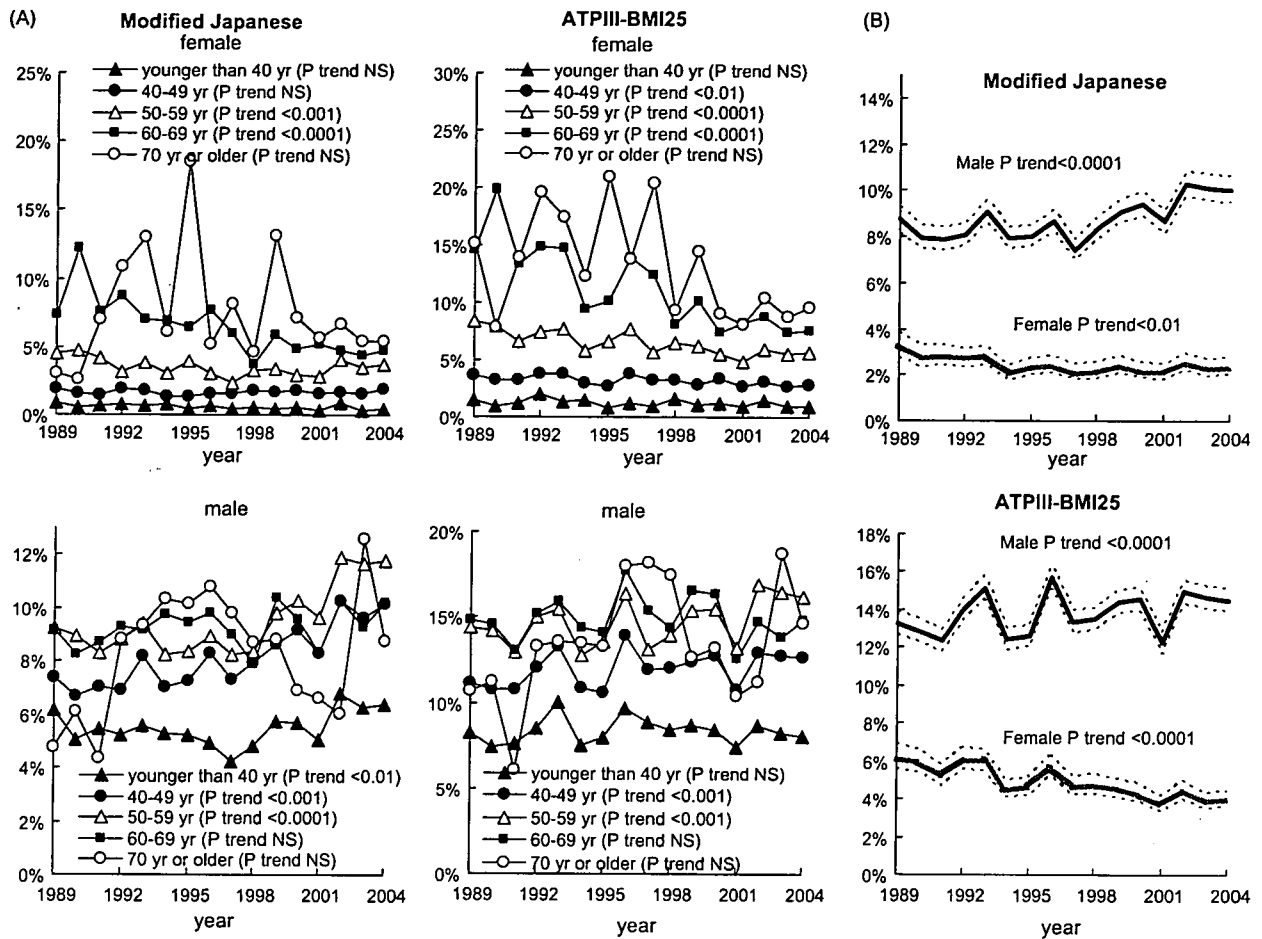 (A)
Modified Japanese
female
25%
20%
15%
10%
5%
0%
younger than 40 yr (P trend NS)
40-49 yr (P trend NS)
50-59 yr (P trend <0.001)
60-69 yr (P trend <0.0001)
70 yr or older (P trend NS)
1989 1992 1995 1998 2001 2004
year
ATPIII-BMI25
female
30%
25%
20%
15%
10%
5%
0%
younger than 40 yr (P trend NS)
40-49 yr (P trend <0.01)
50-59 yr (P trend <0.0001)
60-69 yr (P trend <0.0001)
70 yr or older (P trend NS)
1989 1992 1995 1998 2001 2004
year
male
12%
10%
8%
6%
4%
2%
0%
younger than 40 yr (P trend <0.01)
40-49 yr (P trend <0.001)
50-59 yr (P trend <0.0001)
60-69 yr (P trend NS)
70 yr or older (P trend NS)
1989 1992 1995 1998 2001 2004
year
male
20%
15%
10%
5%
0%
younger than 40 yr (P trend NS)
40-49 yr (P trend <0.001)
50-59 yr (P trend <0.001)
60-69 yr (P trend NS)
70 yr or older (P trend NS)
1989 1992 1995 1998 2001 2004
year
(B)
Modified Japanese
14%
12%
10%
8%
6%
4%
2%
0%
Male P trend<0.0001
Female P trend<0.01
1989 1992 1995 1998 2001 2004
year
ATPIII-BMI25
18%
16%
14%
12%
10%
8%
6%
4%
2%
0%
Male P trend <0.0001
Female P trend <0.0001
1989 1992 1995 1998 2001 2004
year